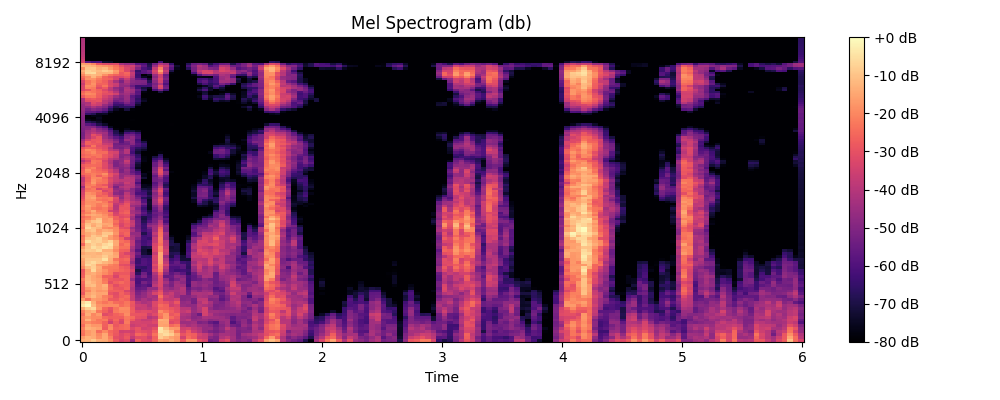 Mel Spectrogram (db)
Hz
8192
4096
2048
1024
512
0
0 1 2 3 4 5 6
Time
+0 dB
-10 dB
-20 dB
-30 dB
-40 dB
-50 dB
-60 dB
-70 dB
-80 dB